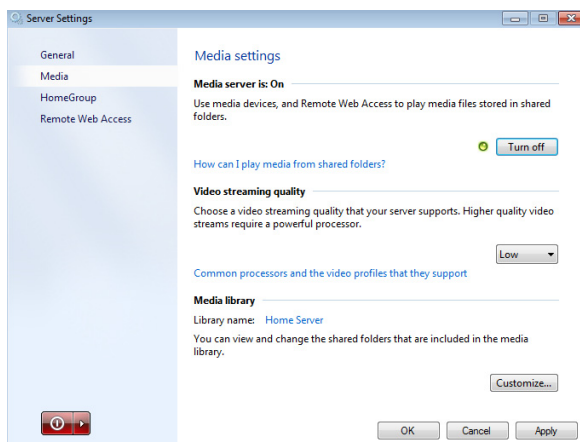 Server Settings
General
Media
HomeGroup
Remote Web Access
Media settings
Media server is: On
Use media devices, and Remote Web Access to play media files stored in shared
folders.
Turn off
How can I play media from shared folders?
Video streaming quality
Choose a video streaming quality that your server supports. Higher quality video
streams require a powerful processor.
Low
Common processors and the video profiles that they support
Media library
Library name: Home Server
You can view and change the shared folders that are included in the media
library.
Customize...
OK Cancel Apply